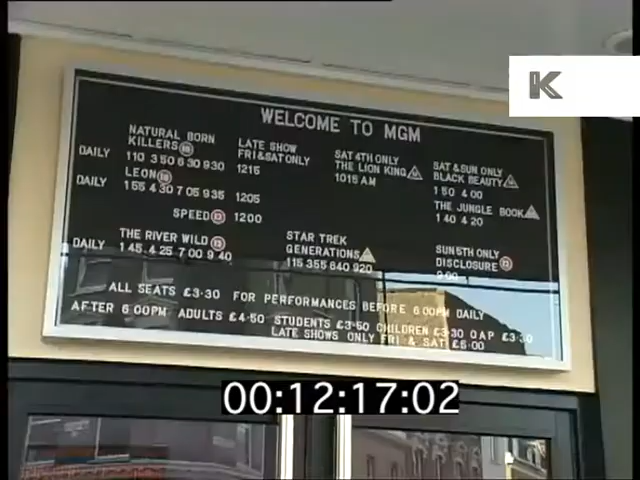 K
WELCOME TO MGM
NATURAL BORN
KILLERS 18
DAILY 110 350 630 930
LATE SHOW
FRI & SAT ONLY
1215
SAT 4TH ONLY
THE LION KING U
1015 AM
SAT & SUN ONLY
BLACK BEAUTY U
150 400
LEON 18
DAILY 155 430 705 935 1205
THE JUNGLE BOOK
140 420
SPEED 15 1200
THE RIVER WILD
DAILY 145 425 700 940
STAR TREK
GENERATIONS
115 355 640 920
SUN 5TH ONLY
DISCLOSURE
9.00
ALL SEATS £3·30 FOR PERFORMANCES BEFORE 6·00PM DAILY
AFTER 6·00PM ADULTS £4·50 STUDENTS £3·50 CHILDREN £3·30 OAP £3·30
LATE SHOWS ONLY FRI & SAT £5·00
00:12:17:02